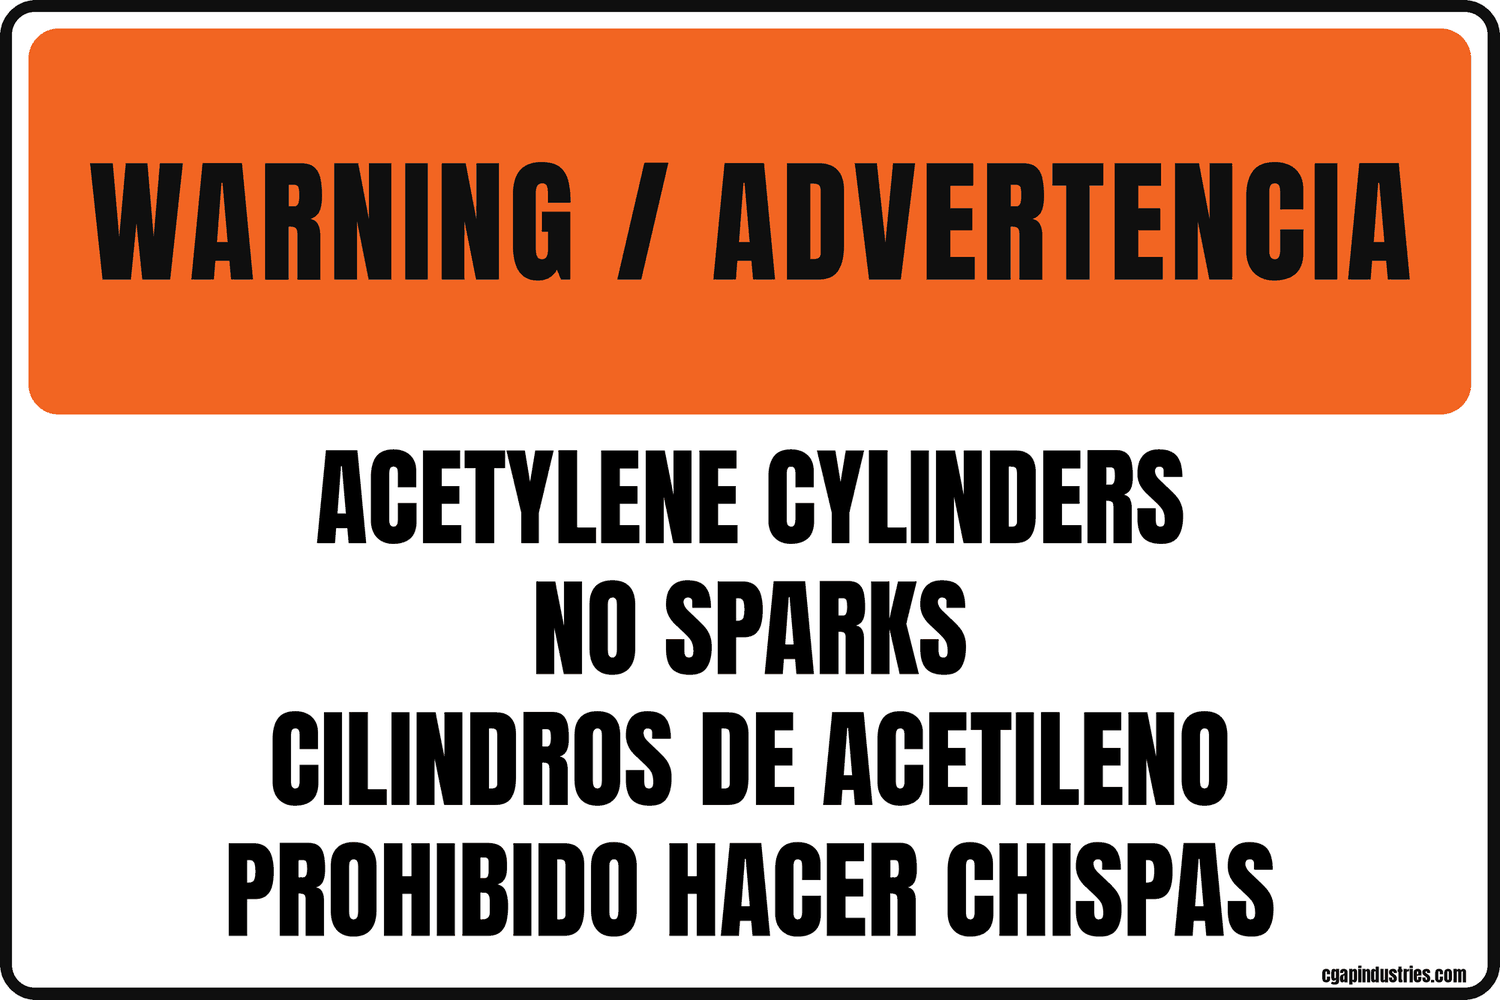 WARNING / ADVERTENCIA
ACETYLENE CYLINDERS
NO SPARKS
CILINDROS DE ACETILENO
PROHIBIDO HACER CHISPAS
cgapindustries.com